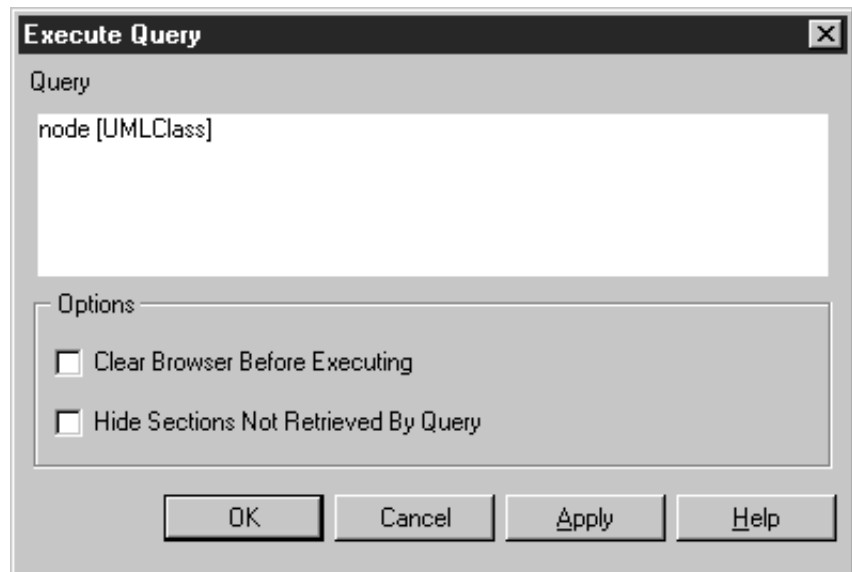 Execute Query
Query
node [UMLClass]
Options
Clear Browser Before Executing
Hide Sections Not Retrieved By Query
OK Cancel Apply Help